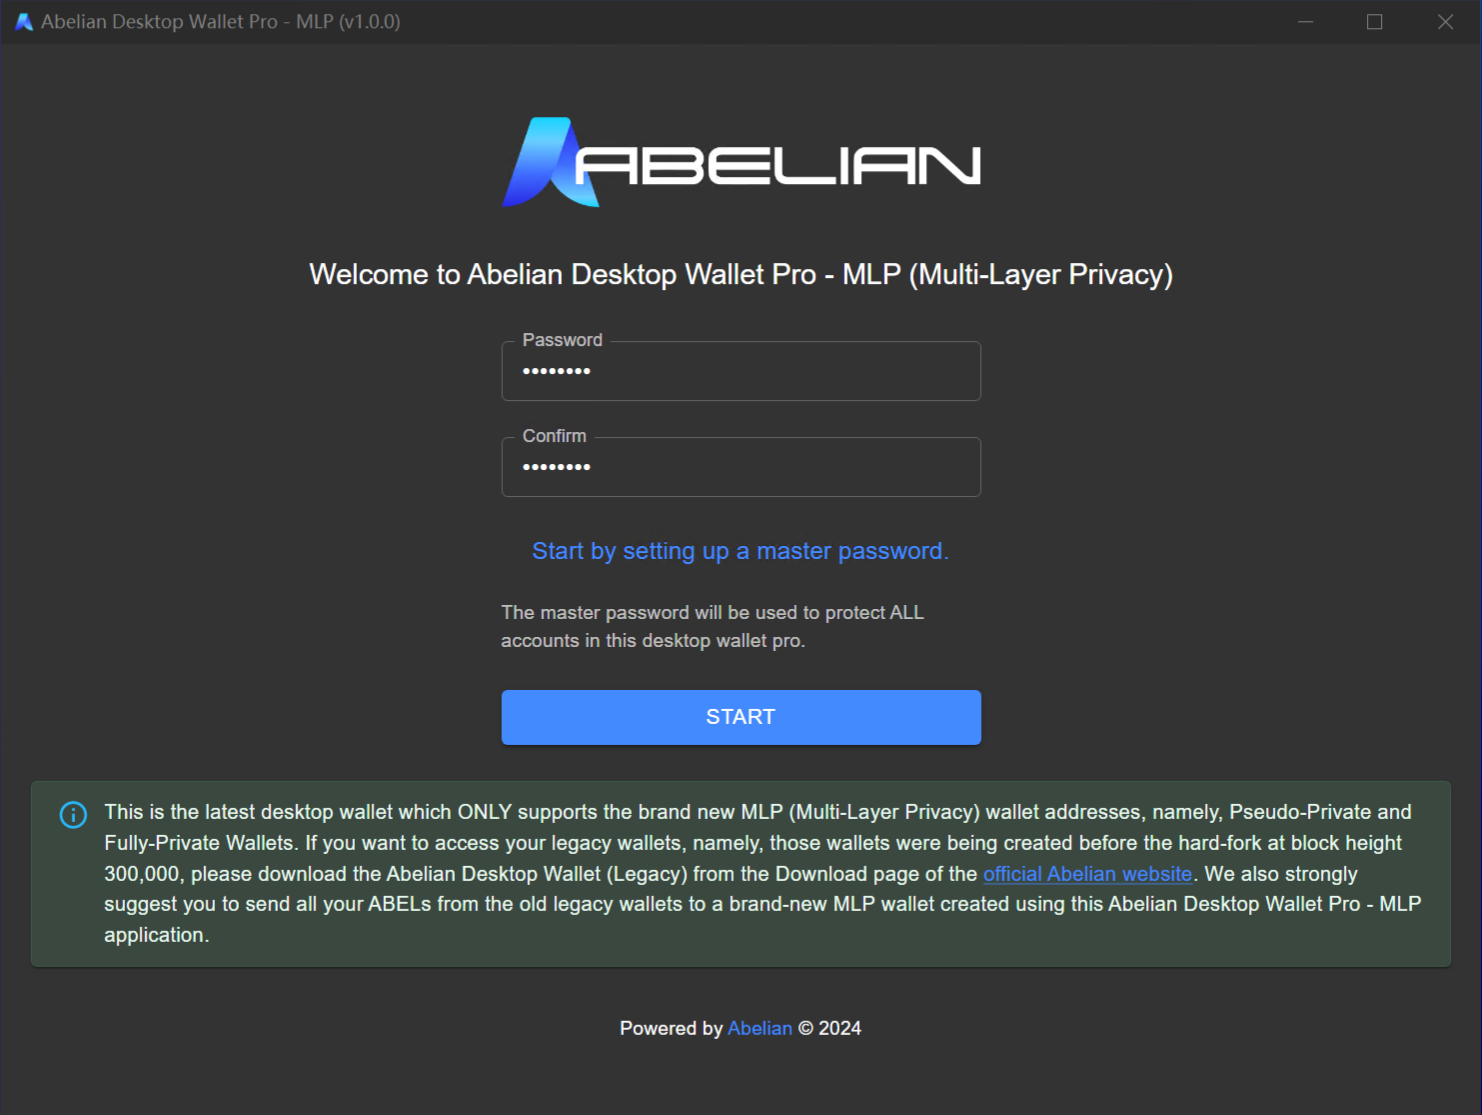 Abelian Desktop Wallet Pro - MLP (v1.0.0)
ABELIAN
Welcome to Abelian Desktop Wallet Pro - MLP (Multi-Layer Privacy)
Password
••••••••
Confirm
••••••••
Start by setting up a master password.
The master password will be used to protect ALL
accounts in this desktop wallet pro.
START
This is the latest desktop wallet which ONLY supports the brand new MLP (Multi-Layer Privacy) wallet addresses, namely, Pseudo-Private and
Fully-Private Wallets. If you want to access your legacy wallets, namely, those wallets were being created before the hard-fork at block height
300,000, please download the Abelian Desktop Wallet (Legacy) from the Download page of the official Abelian website. We also strongly
suggest you to send all your ABELs from the old legacy wallets to a brand-new MLP wallet created using this Abelian Desktop Wallet Pro - MLP
application.
Powered by Abelian © 2024